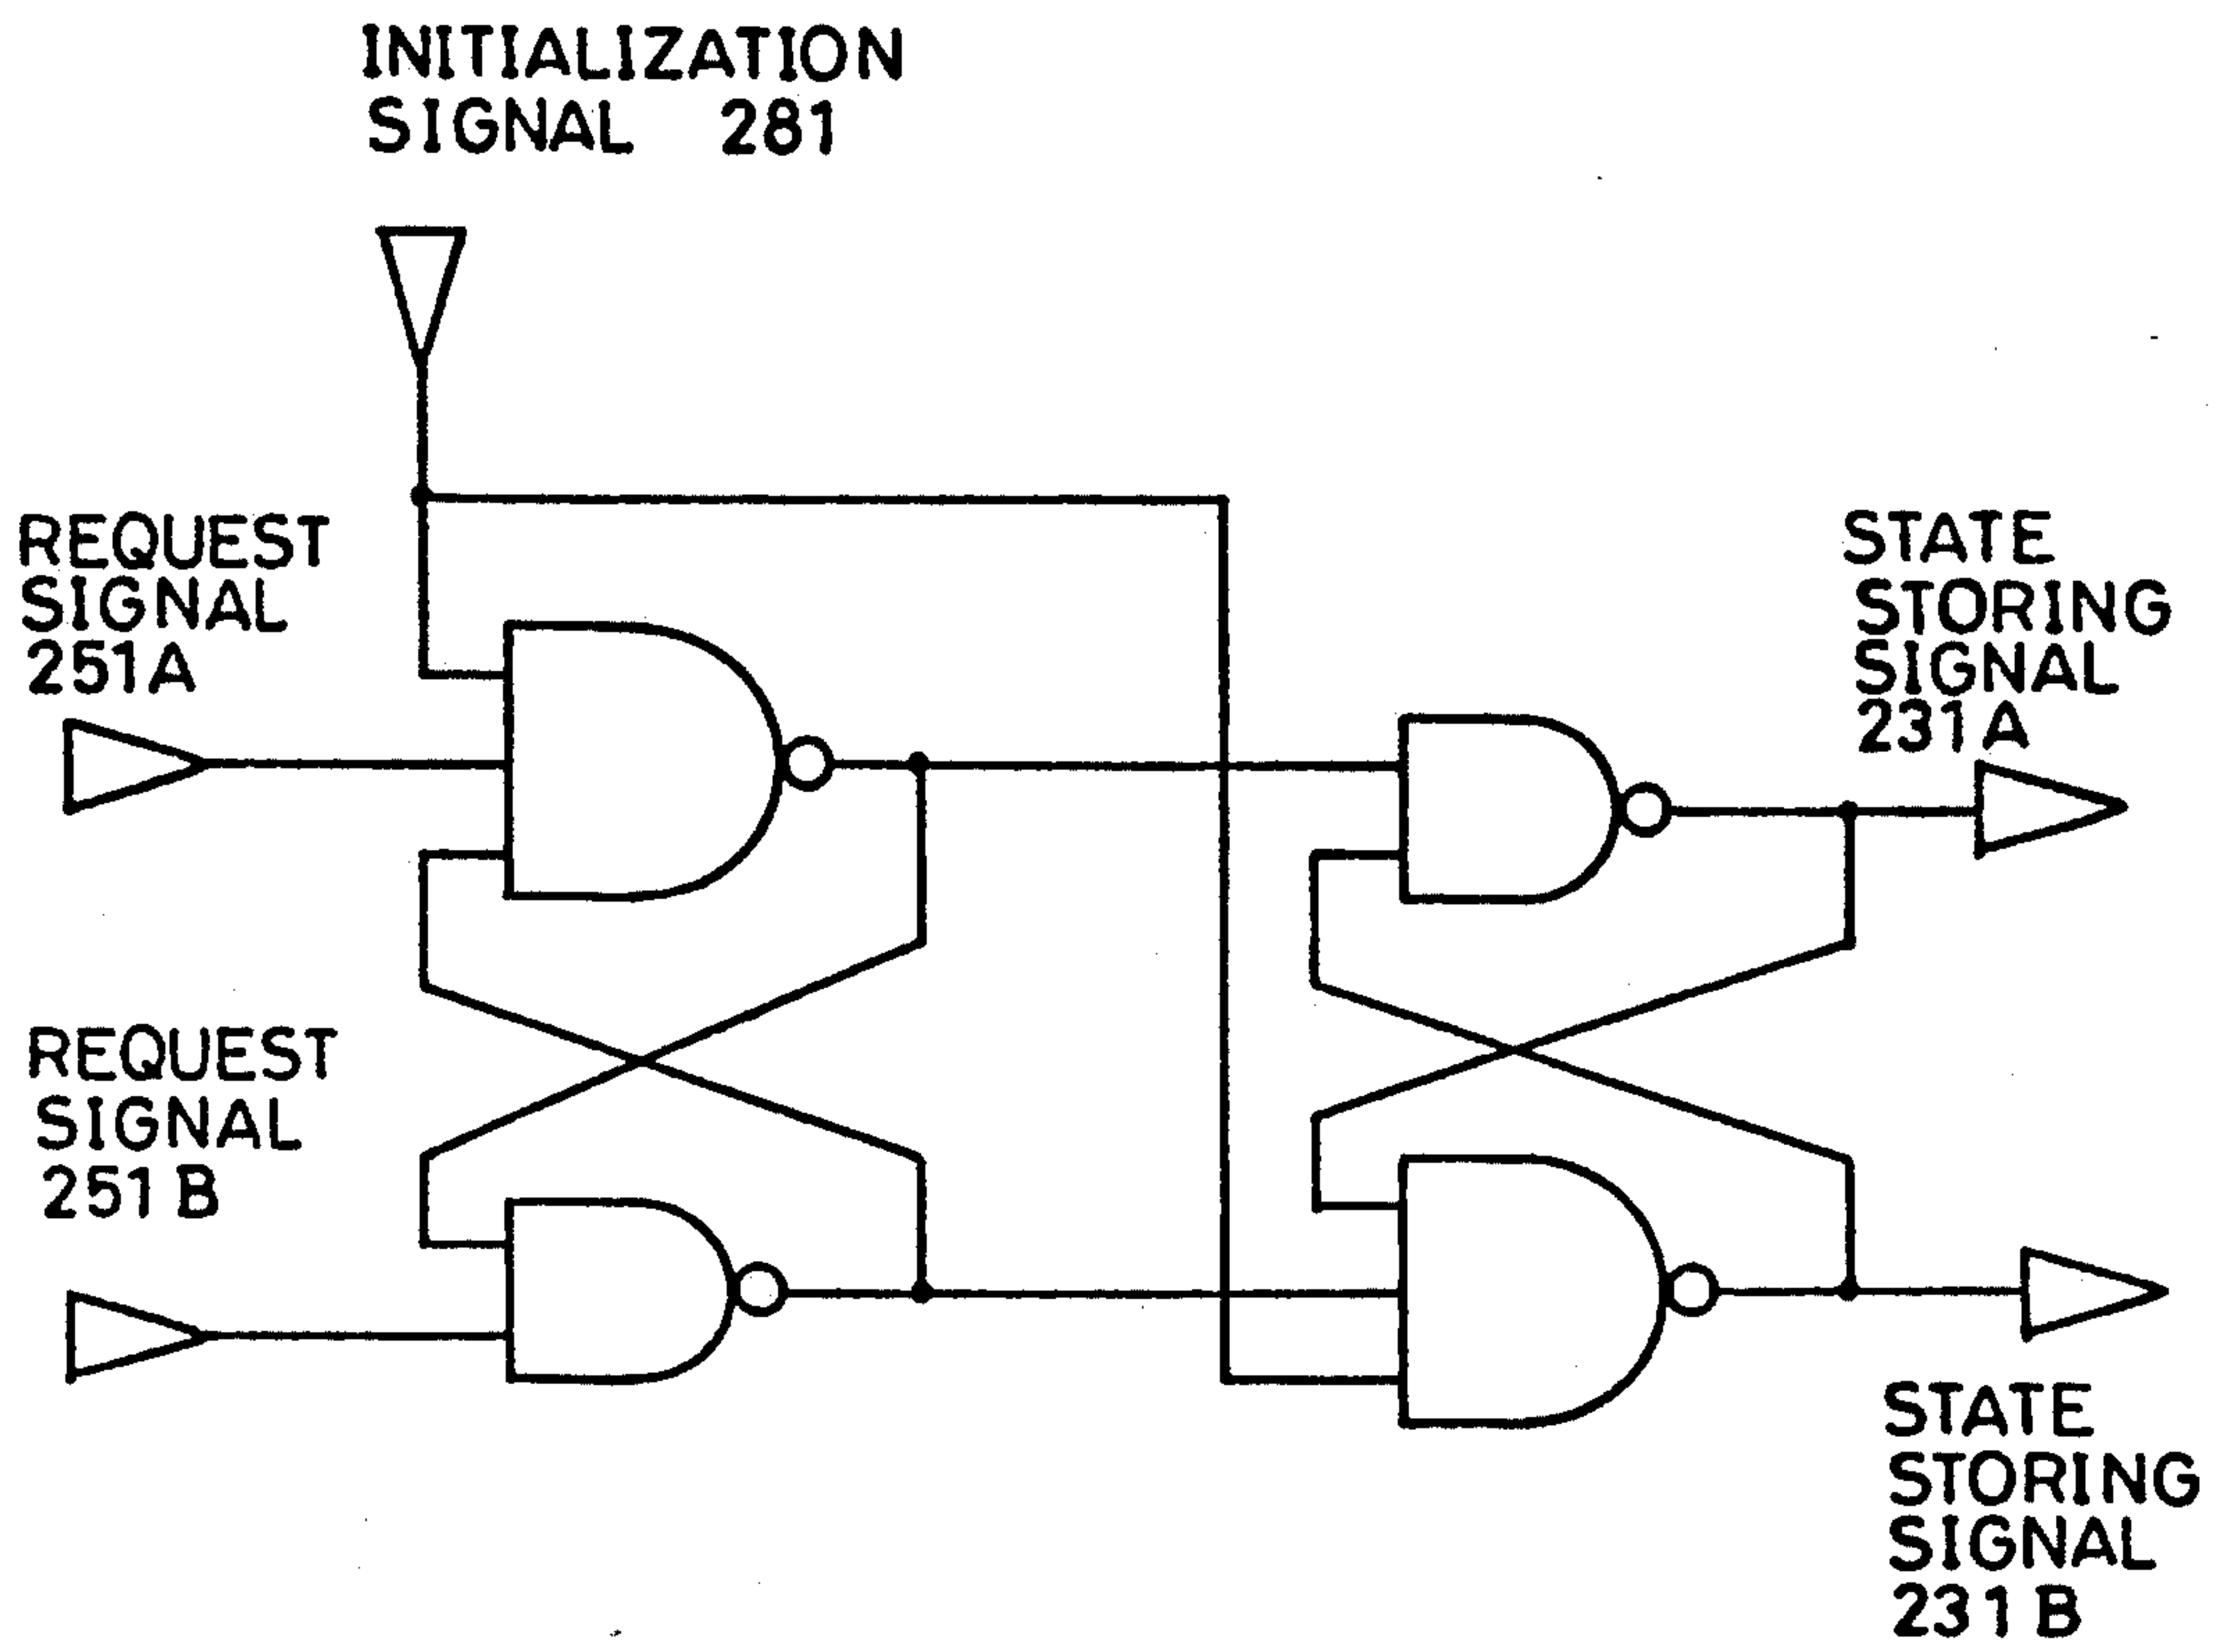 INITIALIZATION
SIGNAL 281
REQUEST
SIGNAL
251A
STATE
STORING
SIGNAL
231A
REQUEST
SIGNAL
251B
STATE
STORING
SIGNAL
231B